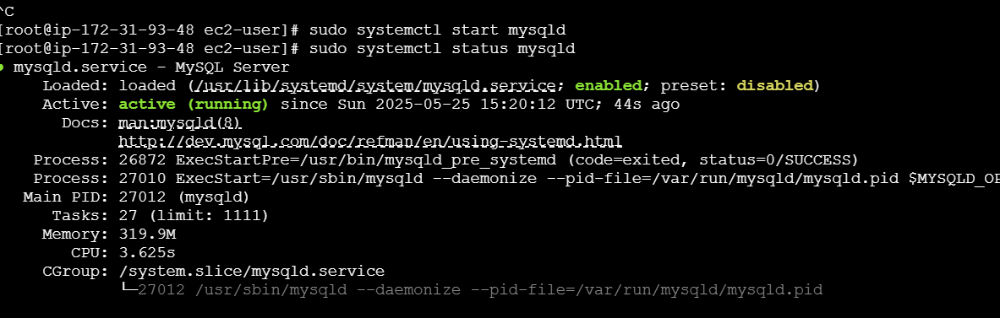 ^C
[root@ip-172-31-93-48 ec2-user]# sudo systemctl start mysqld
[root@ip-172-31-93-48 ec2-user]# sudo systemctl status mysqld
● mysqld.service - MySQL Server
Loaded: loaded (/usr/lib/systemd/system/mysqld.service; enabled; preset: disabled)
Active: active (running) since Sun 2025-05-25 15:20:12 UTC; 44s ago
Docs: man:mysqld(8)
http://dev.mysql.com/doc/refman/en/using-systemd.html
Process: 26872 ExecStartPre=/usr/bin/mysqld_pre_systemd (code=exited, status=0/SUCCESS)
Process: 27010 ExecStart=/usr/sbin/mysqld --daemonize --pid-file=/var/run/mysqld/mysqld.pid $MYSQLD_OP
Main PID: 27012 (mysqld)
Tasks: 27 (limit: 1111)
Memory: 319.9M
CPU: 3.625s
CGroup: /system.slice/mysqld.service
└─27012 /usr/sbin/mysqld --daemonize --pid-file=/var/run/mysqld/mysqld.pid